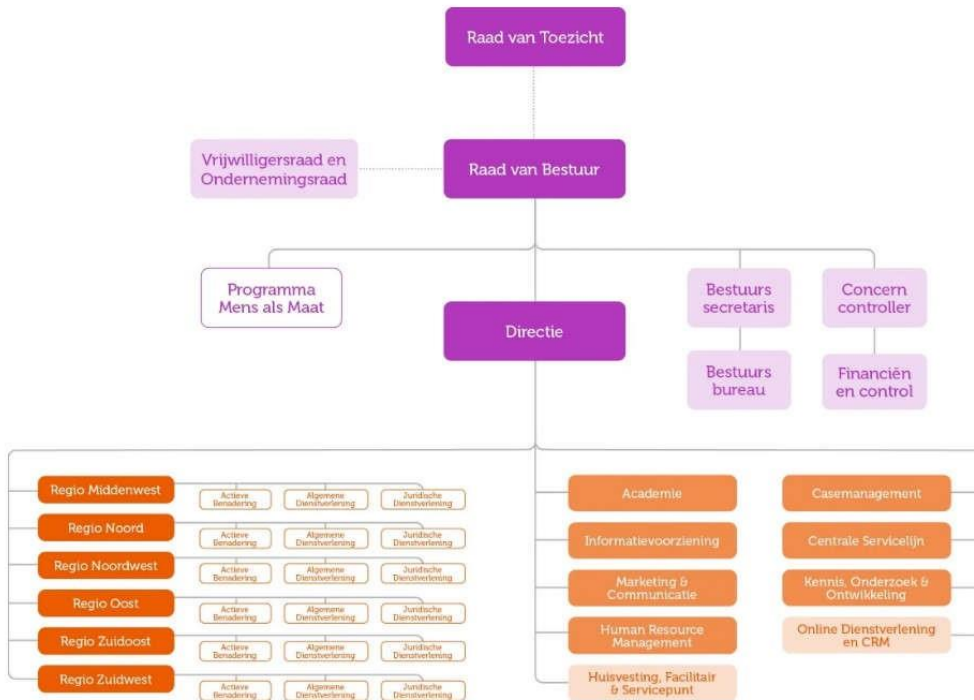 Raad van Toezicht
Vrijwilligersraad en
Ondernemingsraad
Raad van Bestuur
Programma
Mens als Maat
Directie
Bestuurs
secretaris
Concern
controller
Bestuurs
bureau
Financiën
en control
Regio Middenwest
Actieve
Benadering
Algemene
Dienstverlening
Juridische
Dienstverlening
Regio Noord
Actieve
Benadering
Algemene
Dienstverlening
Juridische
Dienstverlening
Regio Noordwest
Actieve
Benadering
Algemene
Dienstverlening
Juridische
Dienstverlening
Regio Oost
Actieve
Benadering
Algemene
Dienstverlening
Juridische
Dienstverlening
Regio Zuidoost
Actieve
Benadering
Algemene
Dienstverlening
Juridische
Dienstverlening
Regio Zuidwest
Actieve
Benadering
Algemene
Dienstverlening
Juridische
Dienstverlening
Academie
Informatievoorziening
Marketing &
Communicatie
Human Resource
Management
Huisvesting, Facilitair
& Servicepunt
Casemanagement
Centrale Servicelijn
Kennis, Onderzoek &
Ontwikkeling
Online Dienstverlening
en CRM